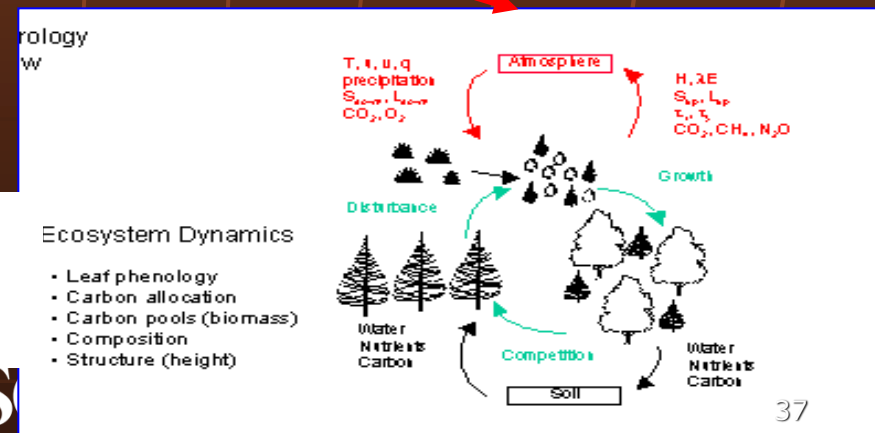 rology
w
T, u, q
precipitation
CO₂, O₂
Atmosphere
H, λE
CO₂, CH₄, N₂O
Growth
Disturbance
Ecosystem Dynamics
• Leaf phenology
• Carbon allocation
• Carbon pools (biomass)
• Composition
• Structure (height)
Water
Nutrients
Carbon
Competition
Water
Nutrients
Carbon
Soil
37